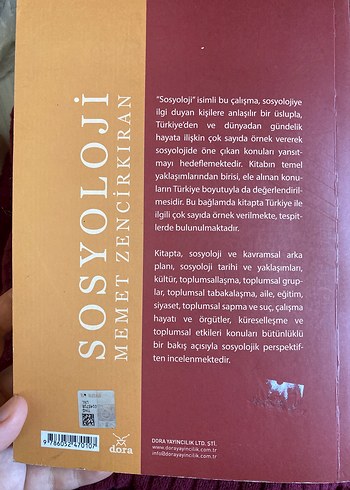 SOSYOLOJİ
MEMET ZENCİRKIRAN
"Sosyoloji" isimli bu çalışma, sosyolojiye
ilgi duyan kişilere anlaşılır bir üslupla,
Türkiye'den ve dünyadan gündelik
hayata ilişkin çok sayıda örnek vererek
sosyolojide öne çıkan konuları yansıt-
mayı hedeflemektedir. Kitabın temel
yaklaşımlarından birisi, ele alınan konu-
ların Türkiye boyutuyla da değerlendiril-
mesidir. Bu bağlamda kitapta Türkiye ile
ilgili çok sayıda örnek verilmekte, tespit-
lerde bulunulmaktadır.
Kitapta, sosyoloji ve kavramsal arka
planı, sosyoloji tarihi ve yaklaşımları,
kültür, toplumsallaşma, toplumsal grup-
lar, toplumsal tabakalaşma, aile, eğitim,
siyaset, toplumsal sapma ve suç, çalışma
hayatı ve örgütler, küreselleşme ve
toplumsal etkileri konuları bütünlüklü
bir bakış açısıyla sosyolojik perspektif-
ten incelenmektedir.
9 786052 470107
dora
DORA YAYINCILIK LTD. ŞTİ.
www.dorayayincilik.com.tr
info@dorayayincilik.com.tr